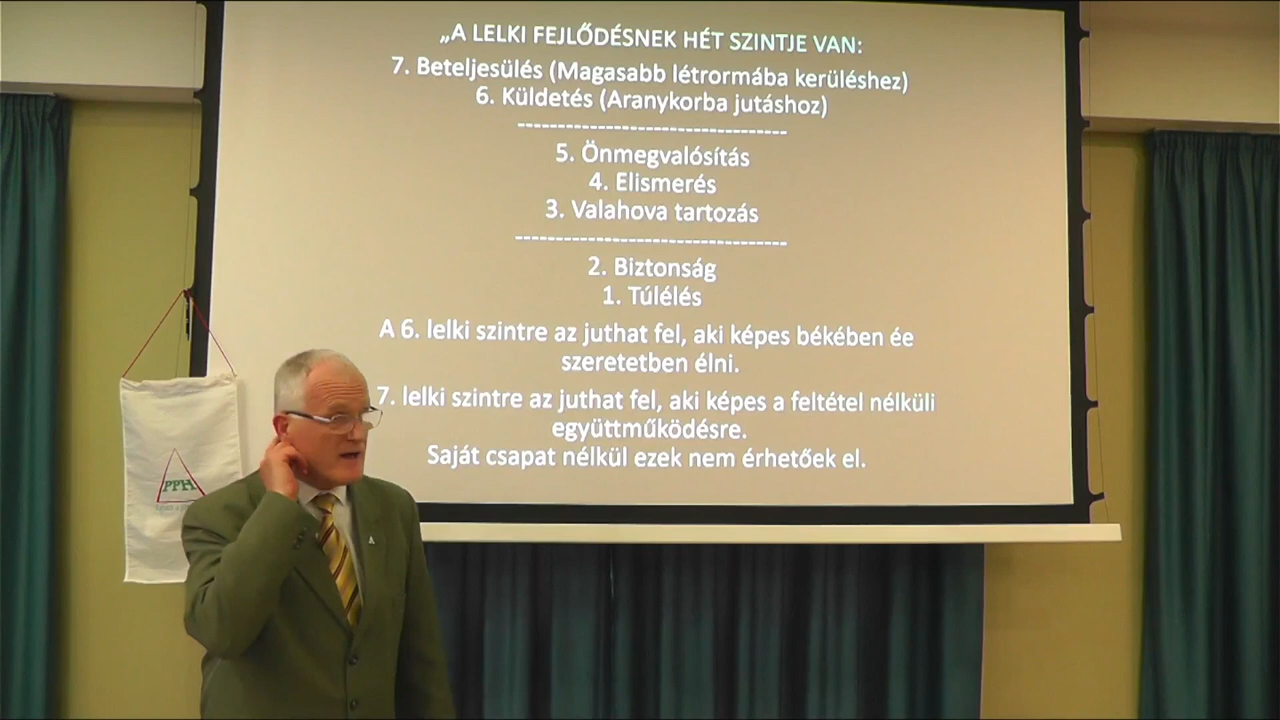 „A LELKI FEJLŐDÉSNEK HÉT SZINTJE VAN:
7. Beteljesülés (Magasabb létrormába kerüléshez)
6. Küldetés (Aranykorba jutáshoz)
---------------------------------
5. Önmegvalósítás
4. Elismerés
3. Valahova tartozás
---------------------------------
2. Biztonság
1. Túlélés
A 6. lelki szintre az juthat fel, aki képes békében ée
szeretetben élni.
7. lelki szintre az juthat fel, aki képes a feltétel nélküli
együttműködésre.
Saját csapat nélkül ezek nem érhetőek el.
PPH